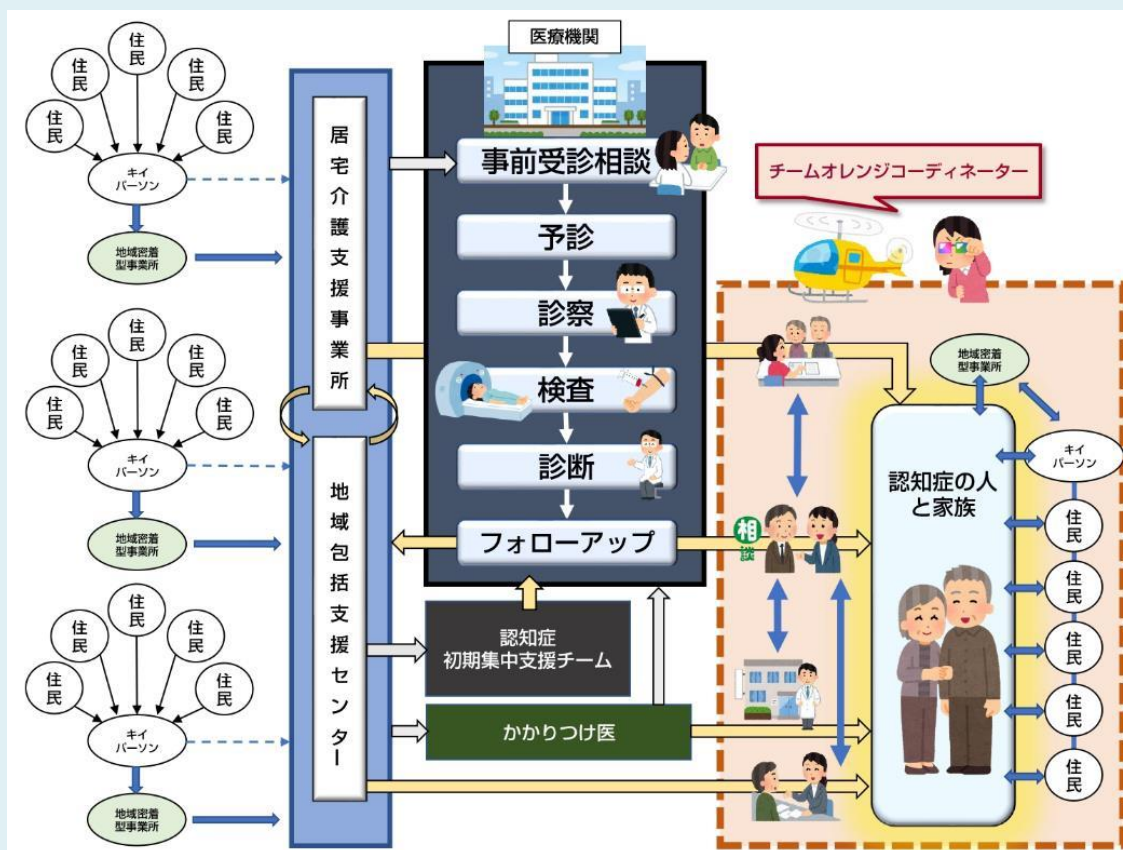 住民
住民
住民
住民
住民
キイ
パーソン
地域密着
型事業所
住民
住民
住民
住民
住民
キイ
パーソン
地域密着
型事業所
住民
住民
住民
住民
住民
キイ
パーソン
地域密着
型事業所
居宅介護支援事業所
地域包括支援センター
医療機関
事前受診相談
予診
診察
検査
診断
フォローアップ
認知症
初期集中支援チーム
かかりつけ医
チームオレンジコーディネーター
相談
地域密着
型事業所
認知症の人
と家族
キイ
パーソン
住民
住民
住民
住民
住民